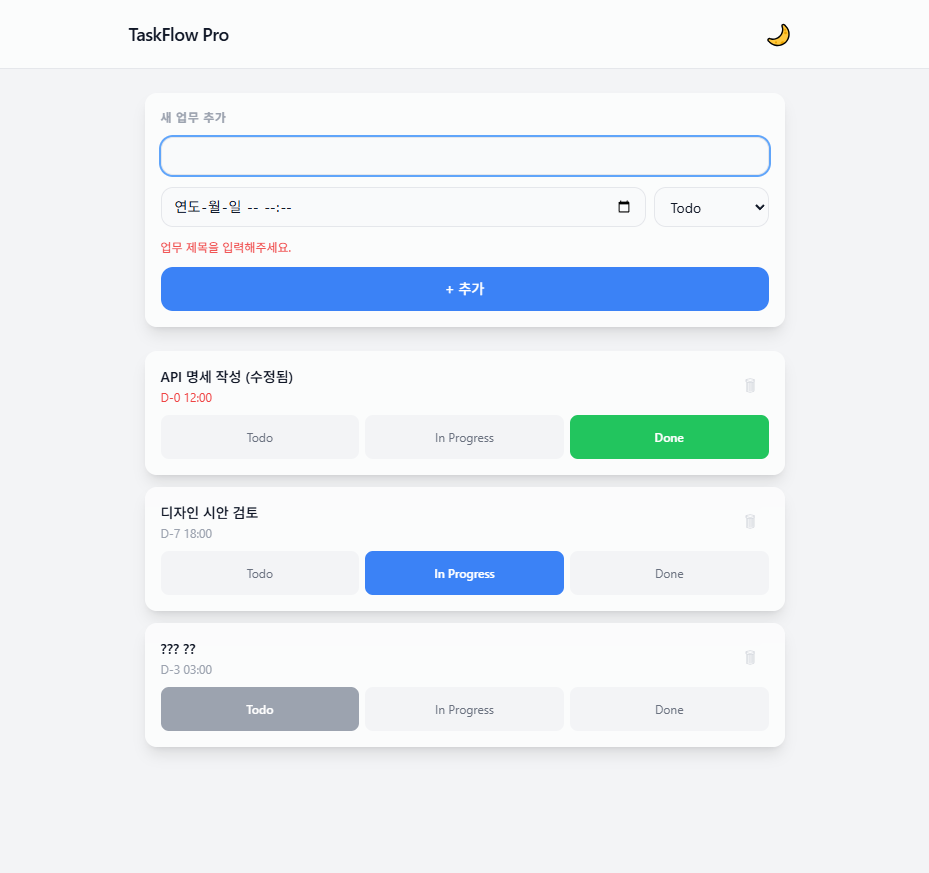 TaskFlow Pro
새 업무 추가
연도-월-일 -- --:--
Todo
업무 제목을 입력해주세요.
+ 추가
API 명세 작성 (수정됨)
D-0 12:00
Todo
In Progress
Done
디자인 시안 검토
D-7 18:00
Todo
In Progress
Done
??? ??
D-3 03:00
Todo
In Progress
Done